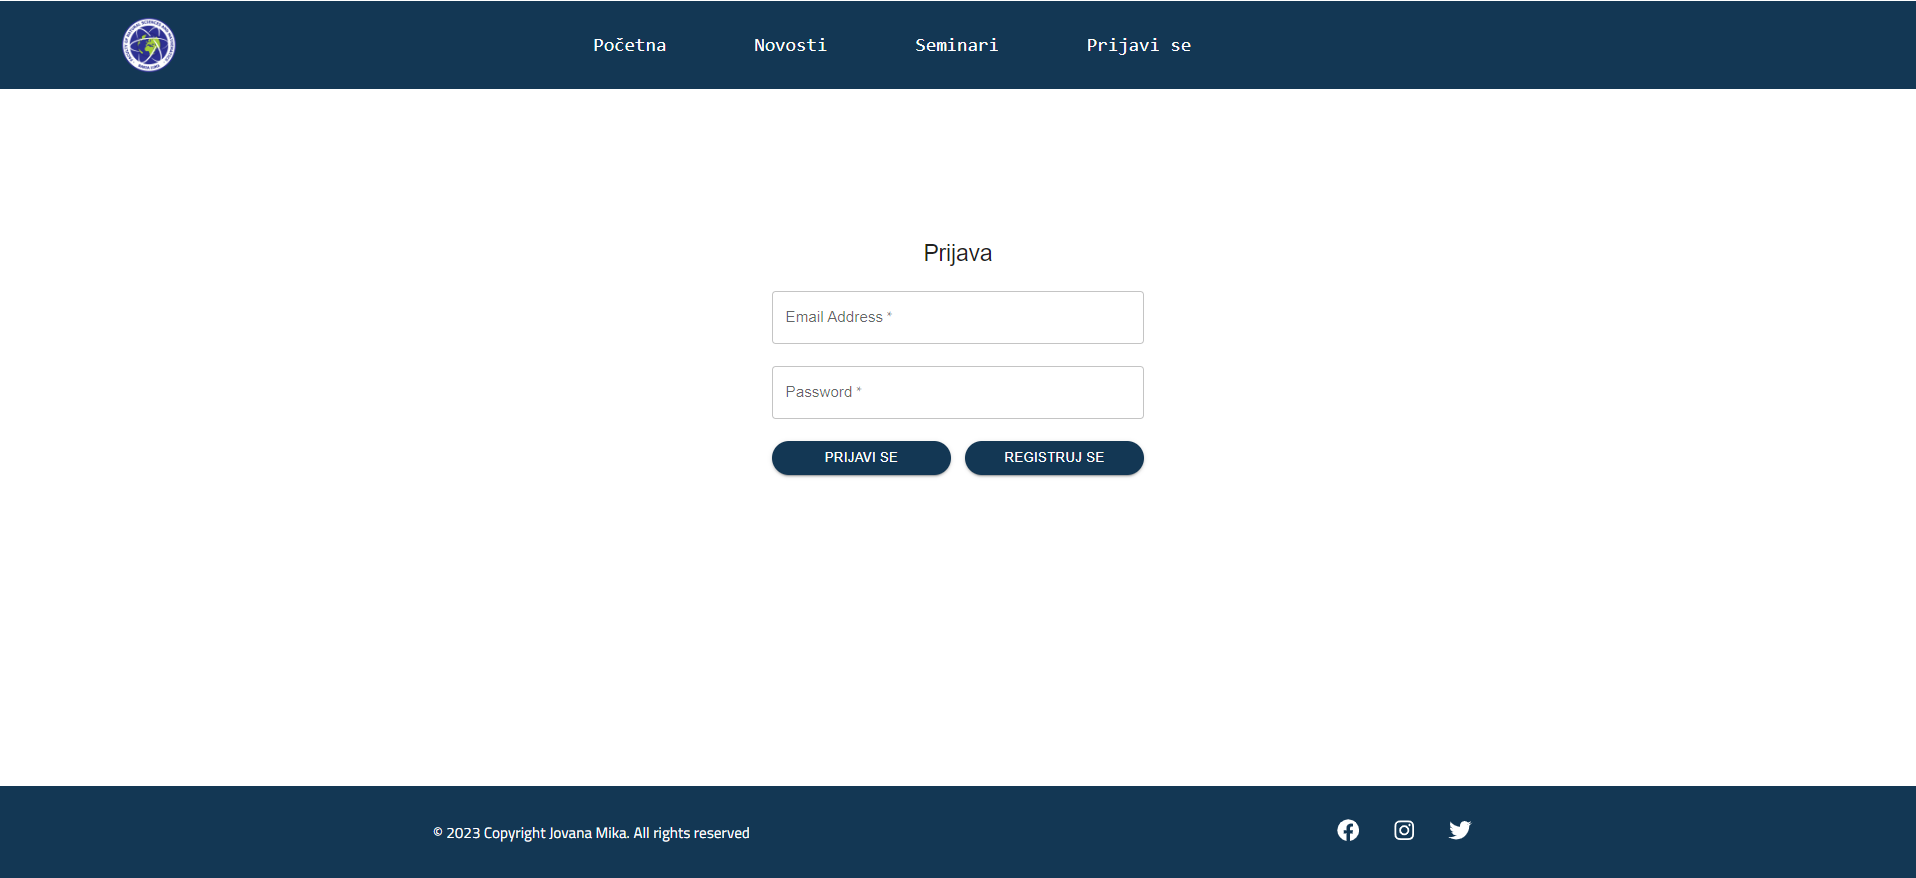 Početna Novosti Seminari Prijavi se
Prijava
Email Address *
Password *
PRIJAVI SE REGISTRUJ SE
© 2023 Copyright Jovana Mika. All rights reserved